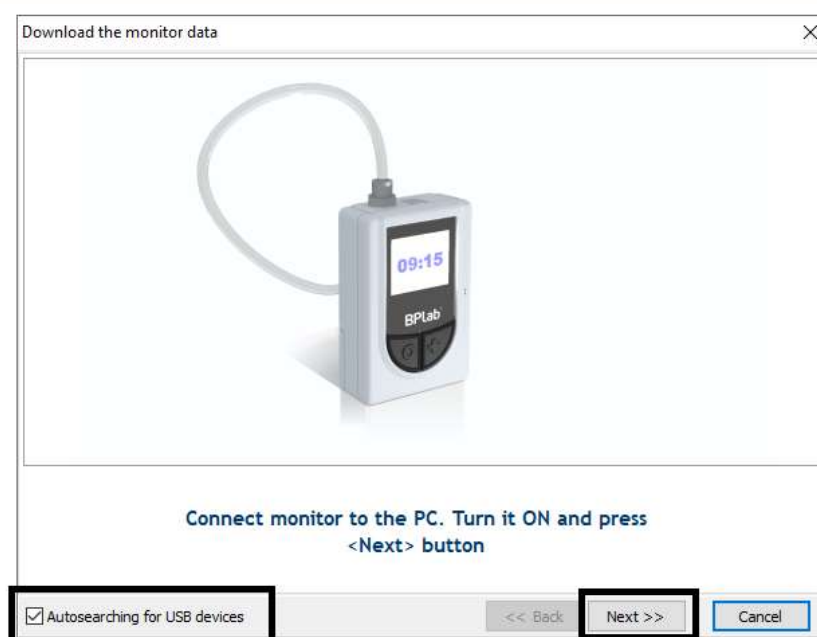 Download the monitor data
09:15
BPLab
Connect monitor to the PC. Turn it ON and press
<Next> button
Autosearching for USB devices
<< Back
Next >>
Cancel